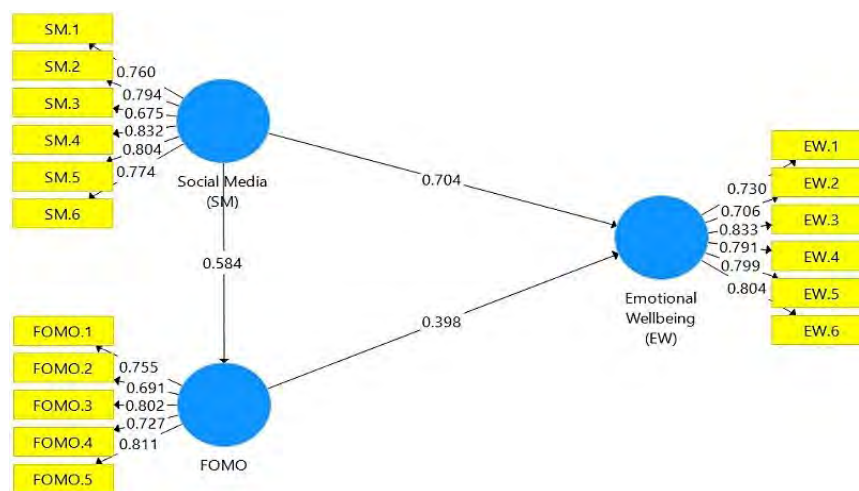 SM.1
SM.2
SM.3
SM.4
SM.5
SM.6
0.760
0.794
0.675
0.832
0.804
0.774
Social Media
(SM)
0.704
0.584
0.398
EW.1
EW.2
EW.3
EW.4
EW.5
EW.6
0.730
0.706
0.833
0.791
0.799
0.804
Emotional
Wellbeing
(EW)
FOMO.1
FOMO.2
FOMO.3
FOMO.4
FOMO.5
0.755
0.691
0.802
0.727
0.811
FOMO